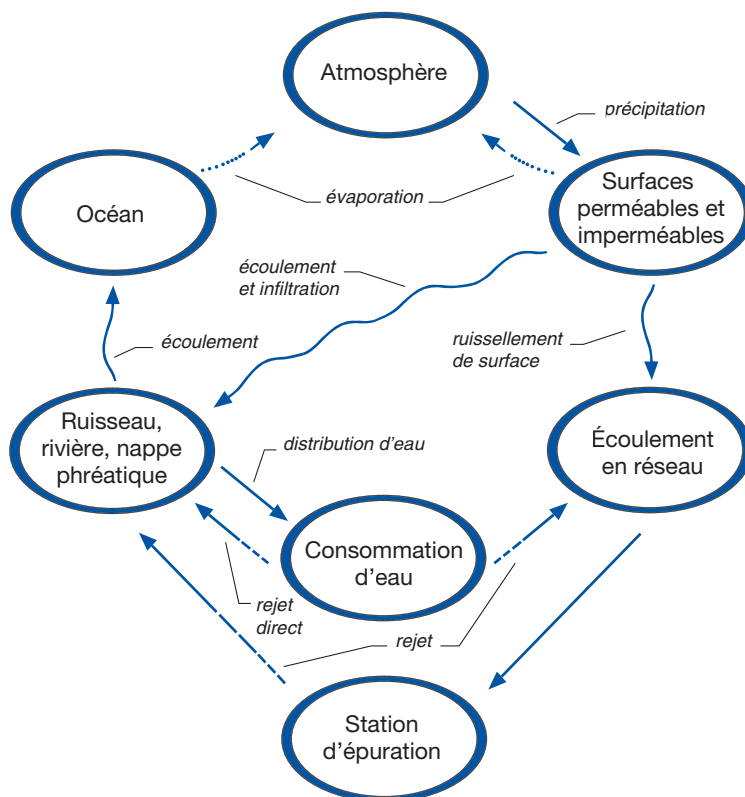 Atmosphère
précipitation
Océan
évaporation
Surfaces
perméables et
imperméables
écoulement
et infiltration
écoulement
ruissellement
de surface
Ruisseau,
rivière, nappe
phréatique
distribution d'eau
Écoulement
en réseau
Consommation
d'eau
rejet
direct
rejet
Station
d'épuration